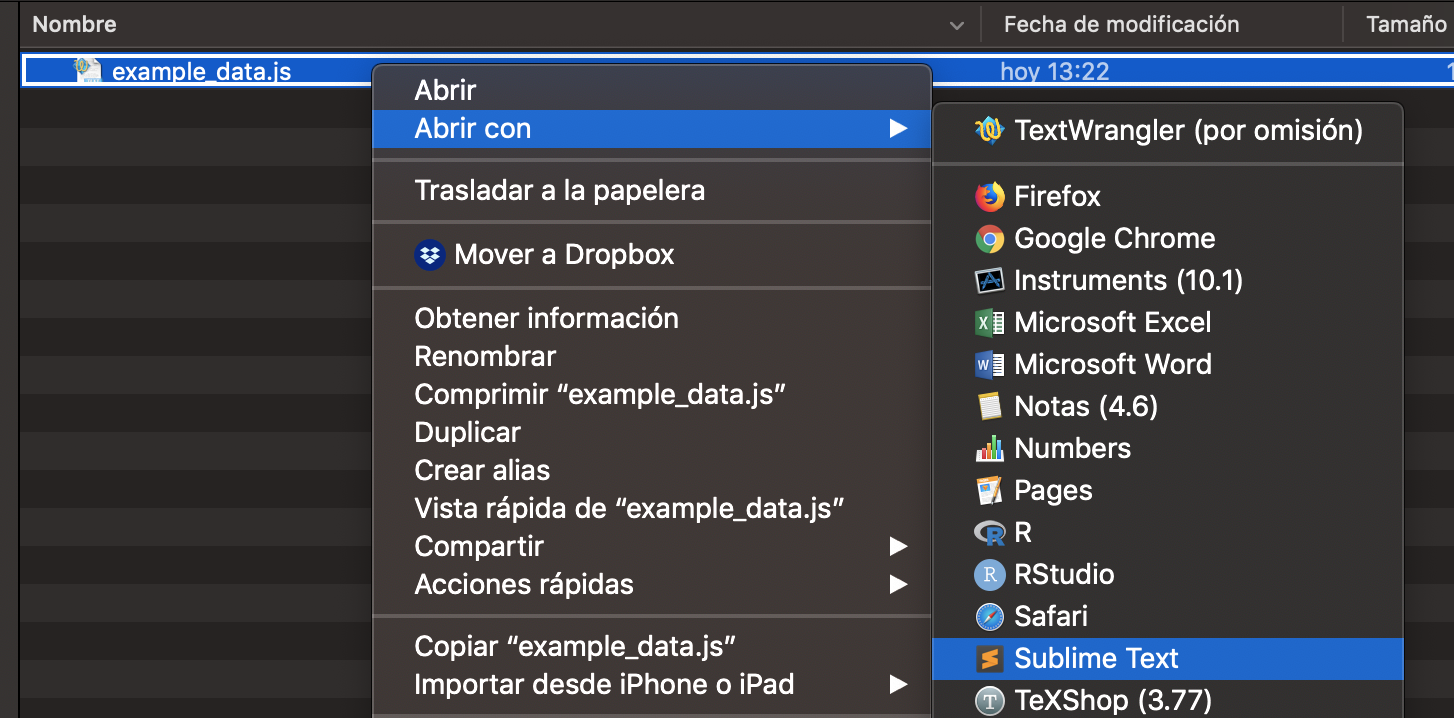 Nombre
Fecha de modificación
Tamaño
example_data.js
hoy 13:22
Abrir
Abrir con
Trasladar a la papelera
Mover a Dropbox
Obtener información
Renombrar
Comprimir “example_data.js”
Duplicar
Crear alias
Vista rápida de “example_data.js”
Compartir
Acciones rápidas
Copiar “example_data.js”
Importar desde iPhone o iPad
TextWrangler (por omisión)
Firefox
Google Chrome
Instruments (10.1)
Microsoft Excel
Microsoft Word
Notas (4.6)
Numbers
Pages
R
RStudio
Safari
Sublime Text
TeXShop (3.77)